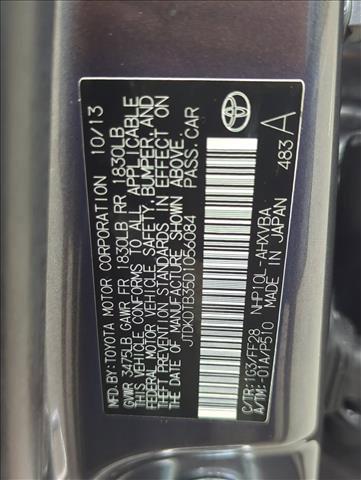 MFD. BY: TOYOTA MOTOR CORPORATION 10/13
GVWR 3475LB GAWR FR 1830LB RR 1830LB
THIS VEHICLE CONFORMS TO ALL APPLICABLE
FEDERAL MOTOR VEHICLE SAFETY, BUMPER, AND
THEFT PREVENTION STANDARDS IN EFFECT ON
THE DATE OF MANUFACTURE SHOWN ABOVE.
JTDKDTB35D1056084 PASS. CAR
C/TR: 1G3/FF28 NHP10L-AHXVBA
A/TM: -01A/P510 MADE IN JAPAN
483 A
TOYOTA